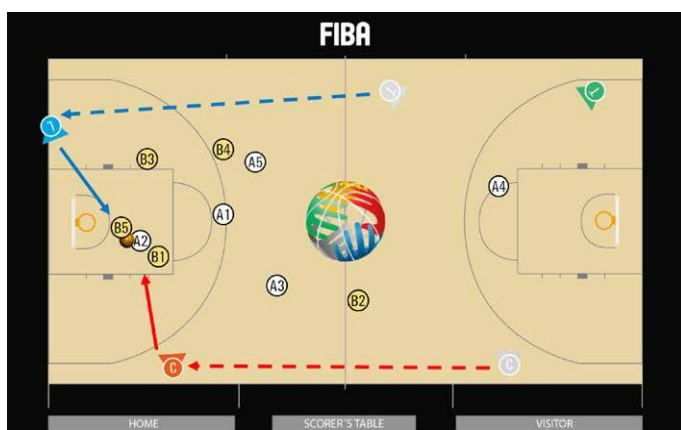 FIBA
L
T
L
B4
B3
A5
A4
A1
B5
A2
B1
A3
B2
C
C
HOME
SCORER`S TABLE
VISITOR